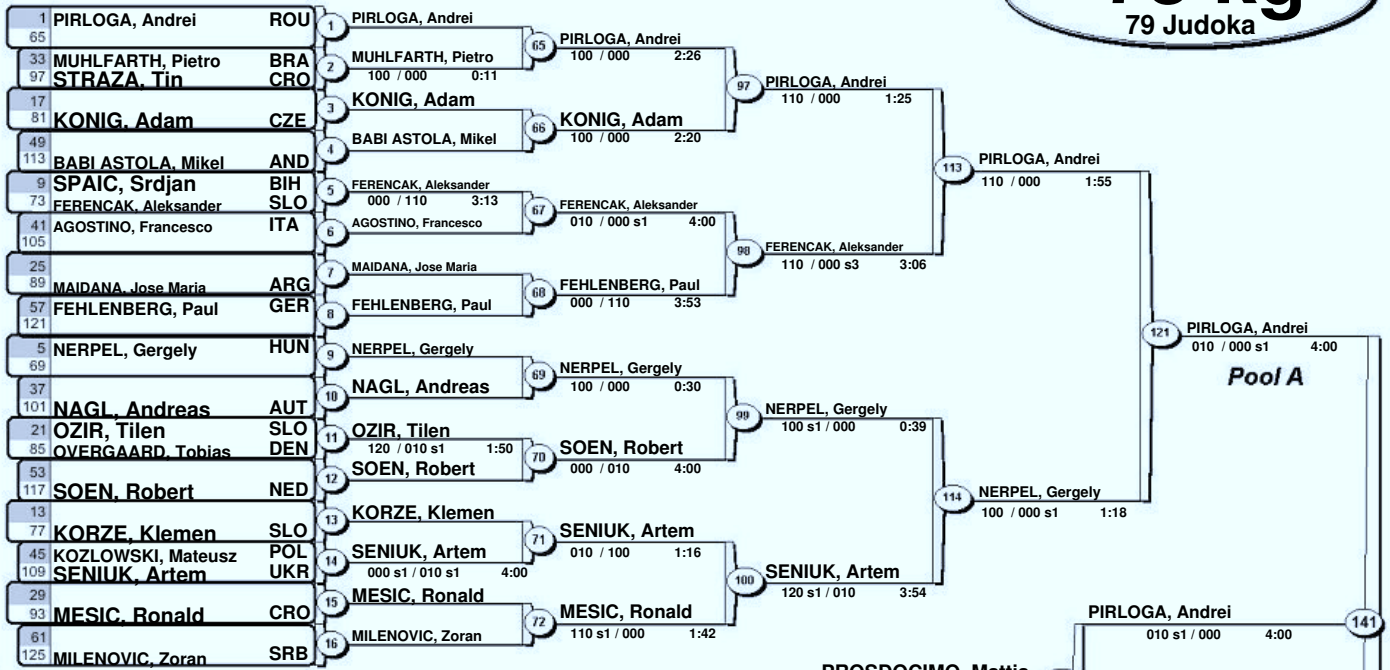 79 Judoka
1 PIRLOGA, Andrei ROU
65
33 MUHLFARTH, Pietro BRA
97 STRAZA, Tin CRO
17
81 KONIG, Adam CZE
49
113 BABI ASTOLA, Mikel AND
9 SPAIC, Srdjan BIH
73 FERENCAK, Aleksander SLO
41 AGOSTINO, Francesco ITA
105
25
89 MAIDANA, Jose Maria ARG
57 FEHLENBERG, Paul GER
121
5 NERPEL, Gergely HUN
69
37
101 NAGL, Andreas AUT
21 OZIR, Tilen SLO
85 OVERGAARD, Tobias DEN
53
117 SOEN, Robert NED
13
77 KORZE, Klemen SLO
45 KOZLOWSKI, Mateusz POL
109 SENIUK, Artem UKR
29
93 MESIC, Ronald CRO
61
125 MILENOVIC, Zoran SRB
1 PIRLOGA, Andrei
2 MUHLFARTH, Pietro
100 / 000 0:11
3 KONIG, Adam
4 BABI ASTOLA, Mikel
5 FERENCAK, Aleksander
000 / 110 3:13
6 AGOSTINO, Francesco
7 MAIDANA, Jose Maria
8 FEHLENBERG, Paul
9 NERPEL, Gergely
10 NAGL, Andreas
11 OZIR, Tilen
120 / 010 s1 1:50
12 SOEN, Robert
13 KORZE, Klemen
14 SENIUK, Artem
000 s1 / 010 s1 4:00
15 MESIC, Ronald
16 MILENOVIC, Zoran
65 PIRLOGA, Andrei
100 / 000 2:26
66 KONIG, Adam
100 / 000 2:20
67 FERENCAK, Aleksander
010 / 000 s1 4:00
68 FEHLENBERG, Paul
000 / 110 3:53
69 NERPEL, Gergely
100 / 000 0:30
70 SOEN, Robert
000 / 010 4:00
71 SENIUK, Artem
010 / 100 1:16
72 MESIC, Ronald
110 s1 / 000 1:42
97 PIRLOGA, Andrei
110 / 000 1:25
98 FERENCAK, Aleksander
110 / 000 s3 3:06
99 NERPEL, Gergely
100 s1 / 000 0:39
100 SENIUK, Artem
120 s1 / 010 3:54
113 PIRLOGA, Andrei
110 / 000 1:55
114 NERPEL, Gergely
100 / 000 s1 1:18
121 PIRLOGA, Andrei
010 / 000 s1 4:00
Pool A
PIRLOGA, Andrei
010 s1 / 000 4:00
141
PROSDOCIMO, Mattia